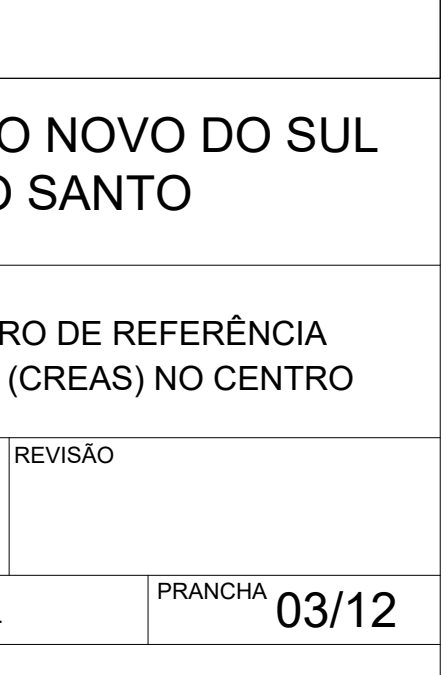 O NOVO DO SUL
O SANTO
RO DE REFERÊNCIA
(CREAS) NO CENTRO
REVISÃO
PRANCHA 03/12